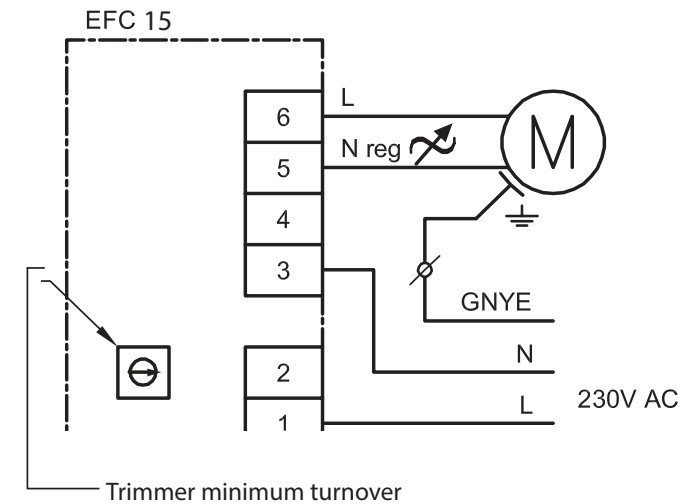 EFC 15
6
L
5
N reg
M
4
3
GNYE
N
2
L
230V AC
1
Trimmer minimum turnover